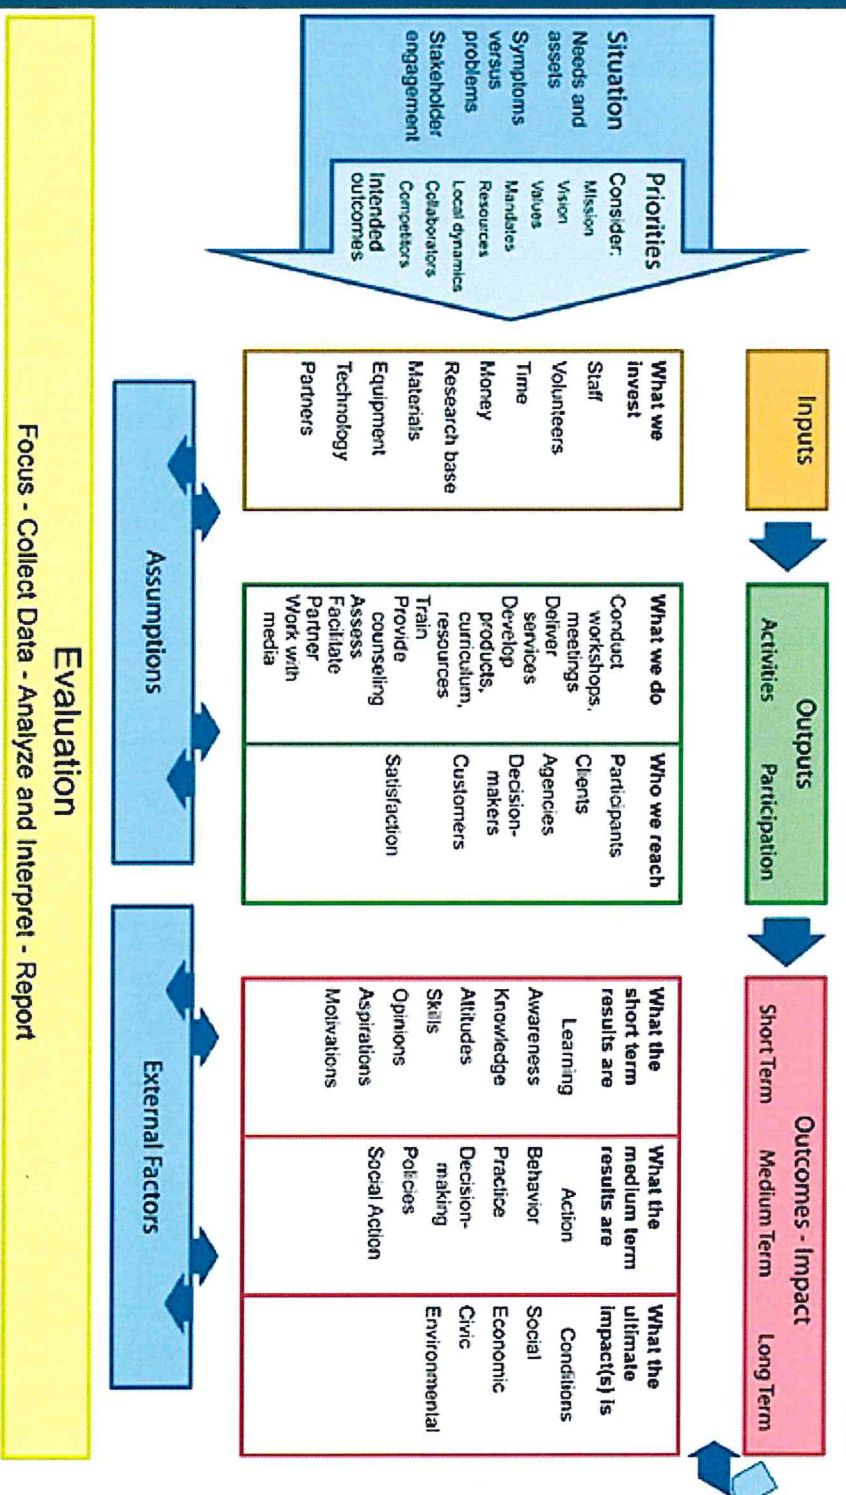 Situation
Needs and
assets
Symptoms
versus
problems
Stakeholder
engagement
Priorities
Consider:
Mission
Vision
Values
Mandates
Resources
Local dynamics
Collaborators
Competitors
Intended
outcomes
Inputs
What we
invest
Staff
Volunteers
Time
Money
Research base
Materials
Equipment
Technology
Partners
Outputs
Activities Participation
What we do
Conduct
workshops,
meetings
Deliver
services
Develop
products,
curriculum,
resources
Train
Provide
counseling
Assess
Facilitate
Partner
Work with
media
Who we reach
Participants
Clients
Agencies
Decision-
makers
Customers
Satisfaction
Outcomes - Impact
Short Term Medium Term Long Term
What the
short term
results are
Learning
Awareness
Knowledge
Attitudes
Skills
Opinions
Aspirations
Motivations
What the
medium term
results are
Action
Behavior
Practice
Decision-
making
Policies
Social Action
What the
ultimate
impact(s) is
Conditions
Social
Economic
Civic
Environmental
Assumptions
External Factors
Evaluation
Focus - Collect Data - Analyze and Interpret - Report